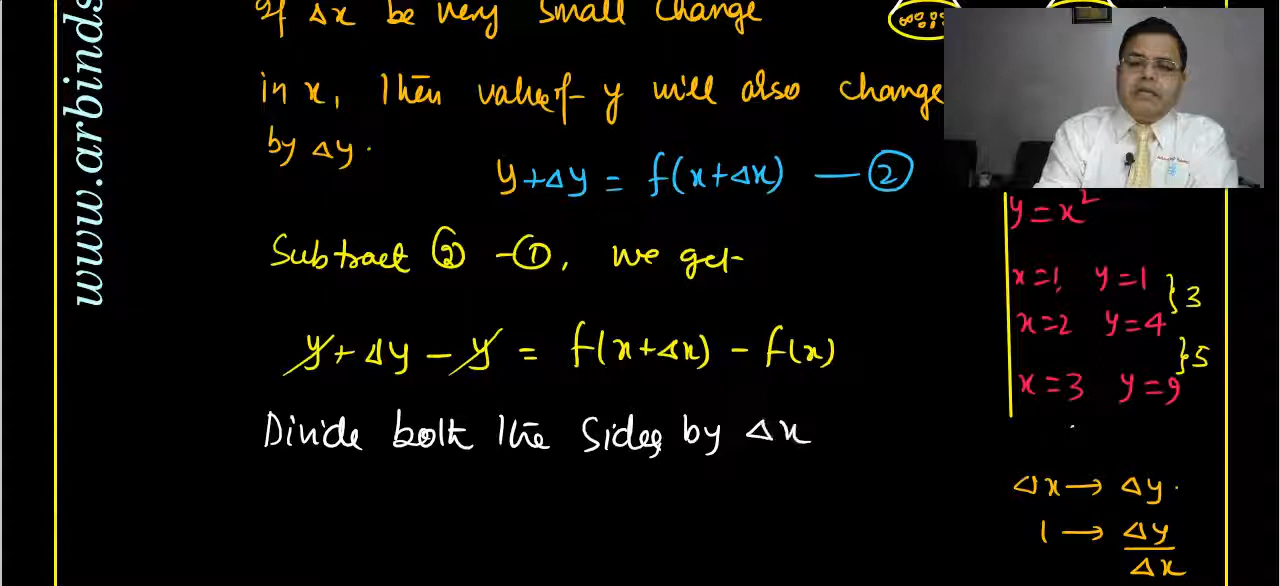 www.arbinds
If Δx be very small change
in x, then value of y will also change
by Δy.
y+Δy = f(x+Δx) — ②
Subtract ② - ①, we get
y+Δy-y = f(x+Δx) - f(x)
Divide both the sides by Δx
y = x²
x=1, y=1 } 3
x=2 y=4
} 5
x=3 y=9
Δx → Δy.
1 → Δy/Δx